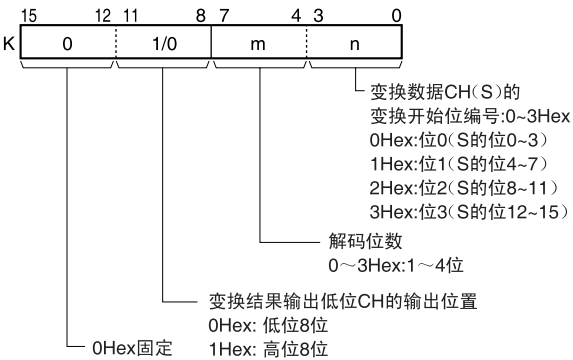 15 12 11 8 7 4 3 0
K 0 1/0 m n
变换数据CH(S)的
变换开始位编号:0~3Hex
0Hex:位0(S的位0~3)
1Hex:位1(S的位4~7)
2Hex:位2(S的位8~11)
3Hex:位3(S的位12~15)
解码位数
0～3Hex:1～4位
变换结果输出低位CH的输出位置
0Hex: 低位8位
1Hex: 高位8位
0Hex固定